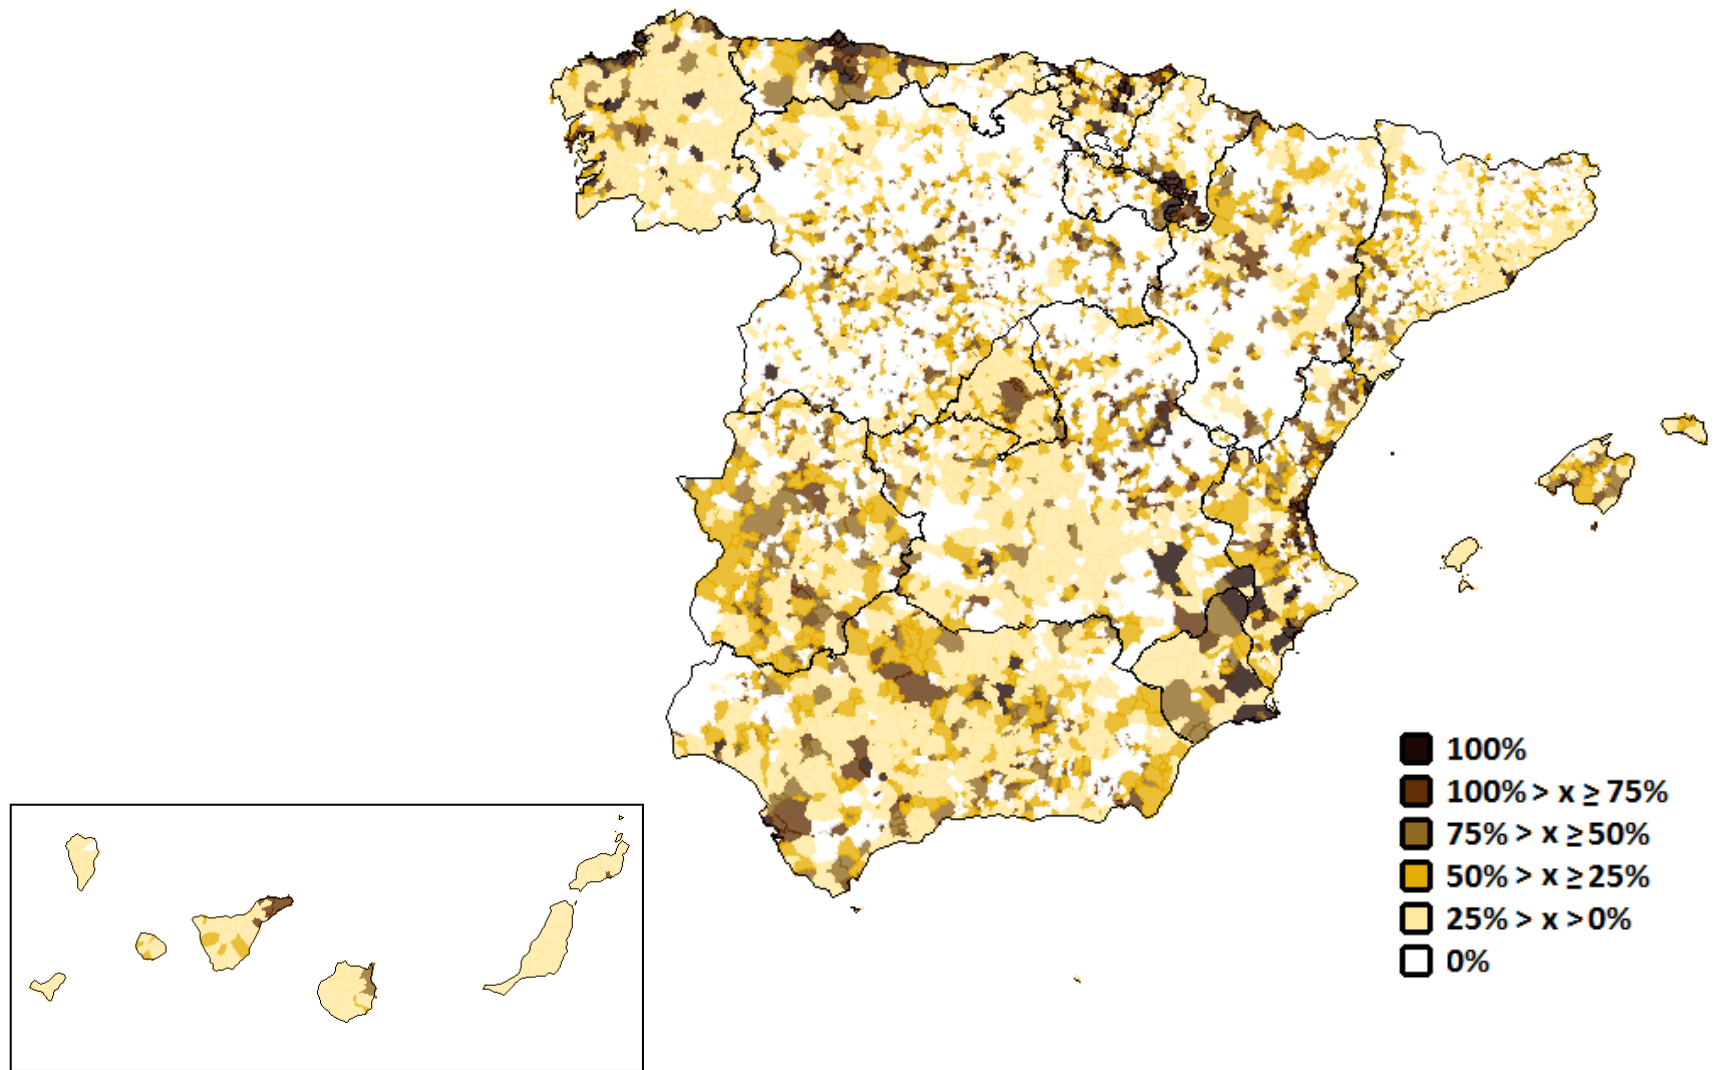 100%
100% > x ≥ 75%
75% > x ≥ 50%
50% > x ≥ 25%
25% > x > 0%
0%